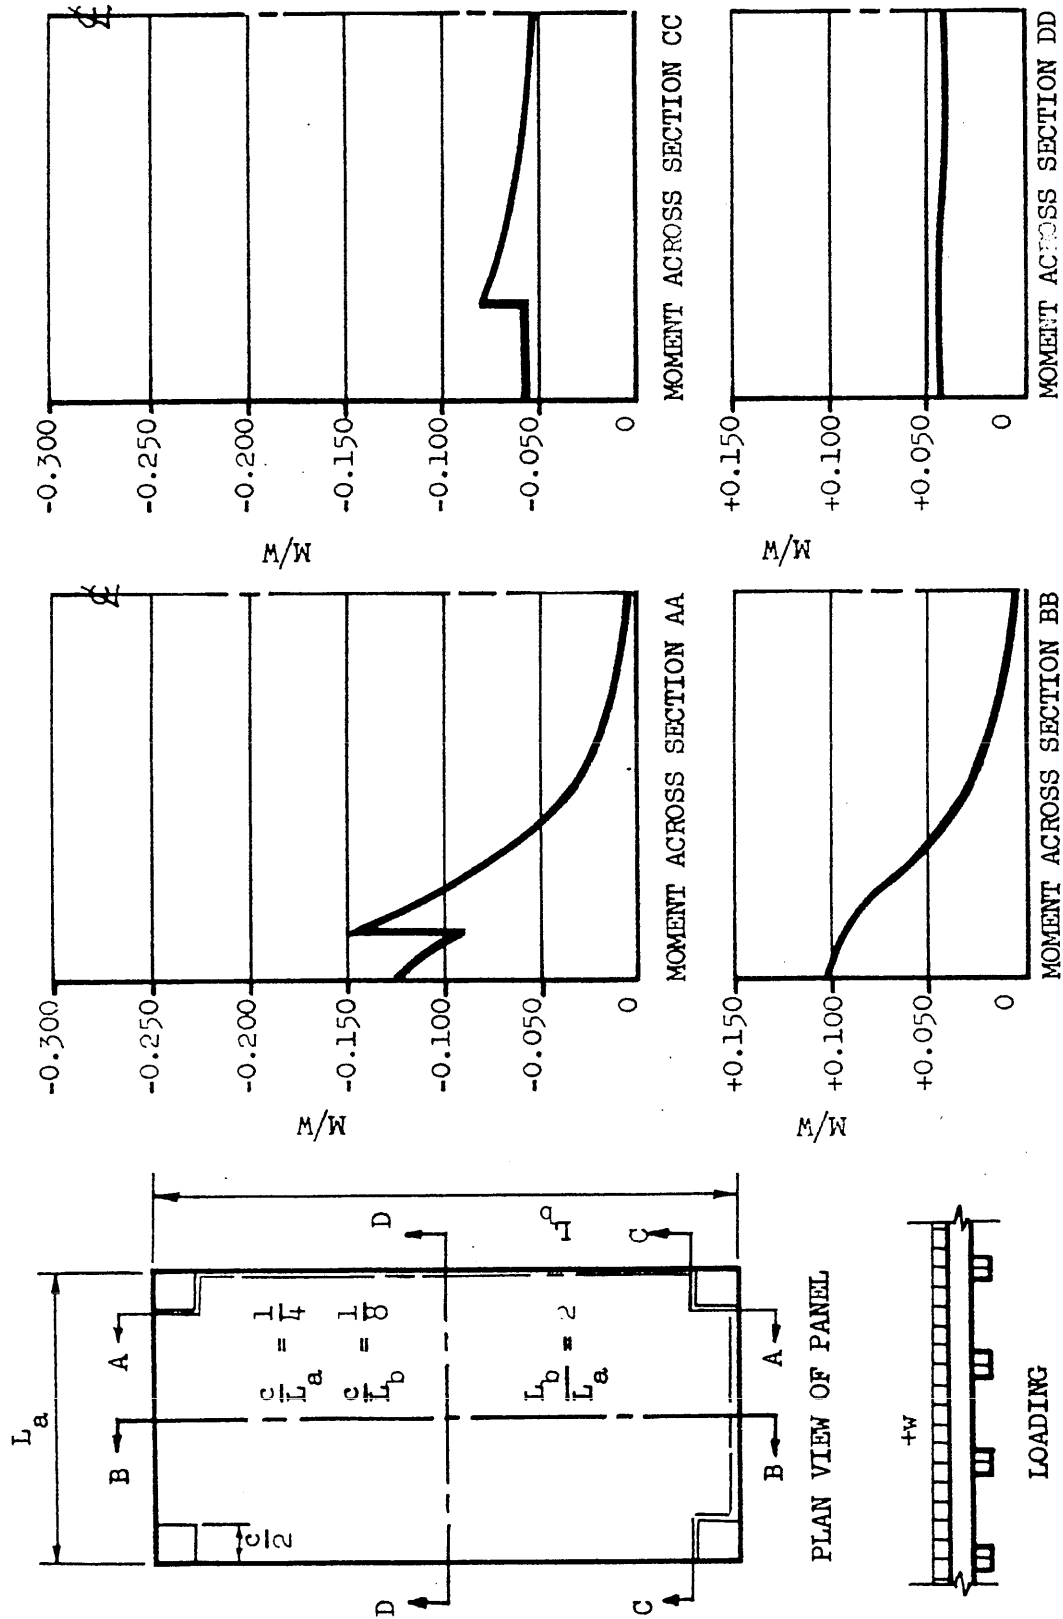 L_a
A
B
c/2
c/L_a = 1/4
c/L_b = 1/8
L_b/L_a = 2
D
D
L_b
C
C
A
B
PLAN VIEW OF PANEL
+w
LOADING
M/W
-0.300
-0.250
-0.200
-0.150
-0.100
-0.050
0
℄
MOMENT ACROSS SECTION AA
M/W
+0.150
+0.100
+0.050
0
MOMENT ACROSS SECTION BB
M/W
-0.300
-0.250
-0.200
-0.150
-0.100
-0.050
0
℄
MOMENT ACROSS SECTION CC
M/W
+0.150
+0.100
+0.050
0
MOMENT ACROSS SECTION DD